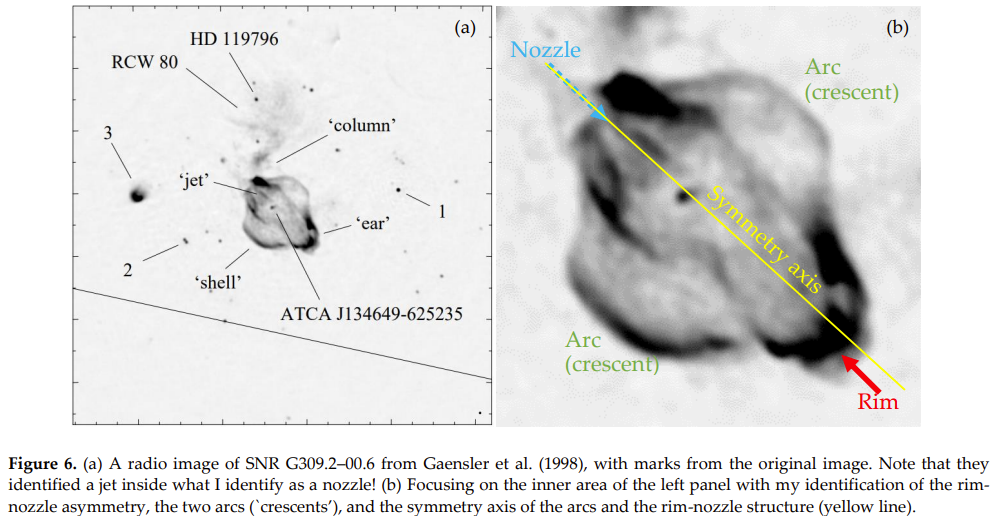 (a)
HD 119796
RCW 80
3
'column'
'jet'
1
'ear'
2
'shell'
ATCA J134649-625235
(b)
Nozzle
Arc
(crescent)
Symmetry axis
Arc
(crescent)
Rim
Figure 6. (a) A radio image of SNR G309.2–00.6 from Gaensler et al. (1998), with marks from the original image. Note that they
identified a jet inside what I identify as a nozzle! (b) Focusing on the inner area of the left panel with my identification of the rim-
nozzle asymmetry, the two arcs (`crescents'), and the symmetry axis of the arcs and the rim-nozzle structure (yellow line).